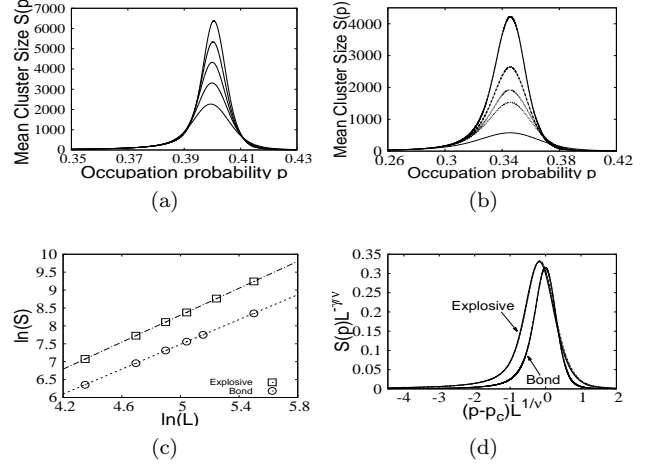 Mean Cluster Size S(p
7000
6000
5000
4000
3000
2000
1000
0
0.35 0.37 0.39 0.41 0.43
Occupation probability p
(a)
Mean Cluster Size S(p)
4000
3000
2000
1000
0
0.26 0.3 0.34 0.38 0.42
Occupation probability p
(b)
ln(S)
10
9.5
9
8.5
8
7.5
7
6.5
6
4.2 4.6 5 5.4 5.8
ln(L)
Explosive
Bond
(c)
S(p)L^-γ/ν
0.35
0.3
0.25
0.2
0.15
0.1
0.05
0
-4 -3 -2 -1 0 1 2
(p-p_c)L^1/ν
Explosive
Bond
(d)